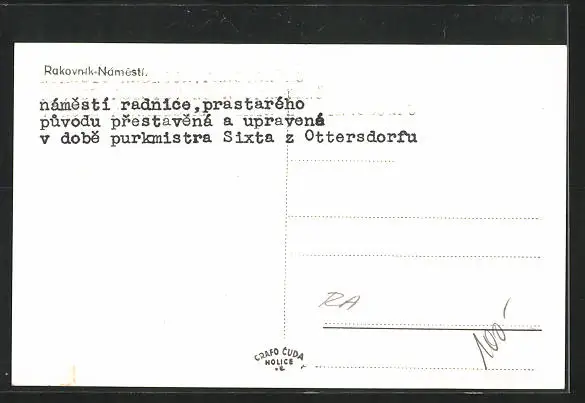 Rakovník-Náměstí.
náměstí radnice,prastarého
původu přestavěná a upravená
v době purkmistra Sixta z Ottersdorfu
RA
100
GRAFO ČUDA
HOLICE